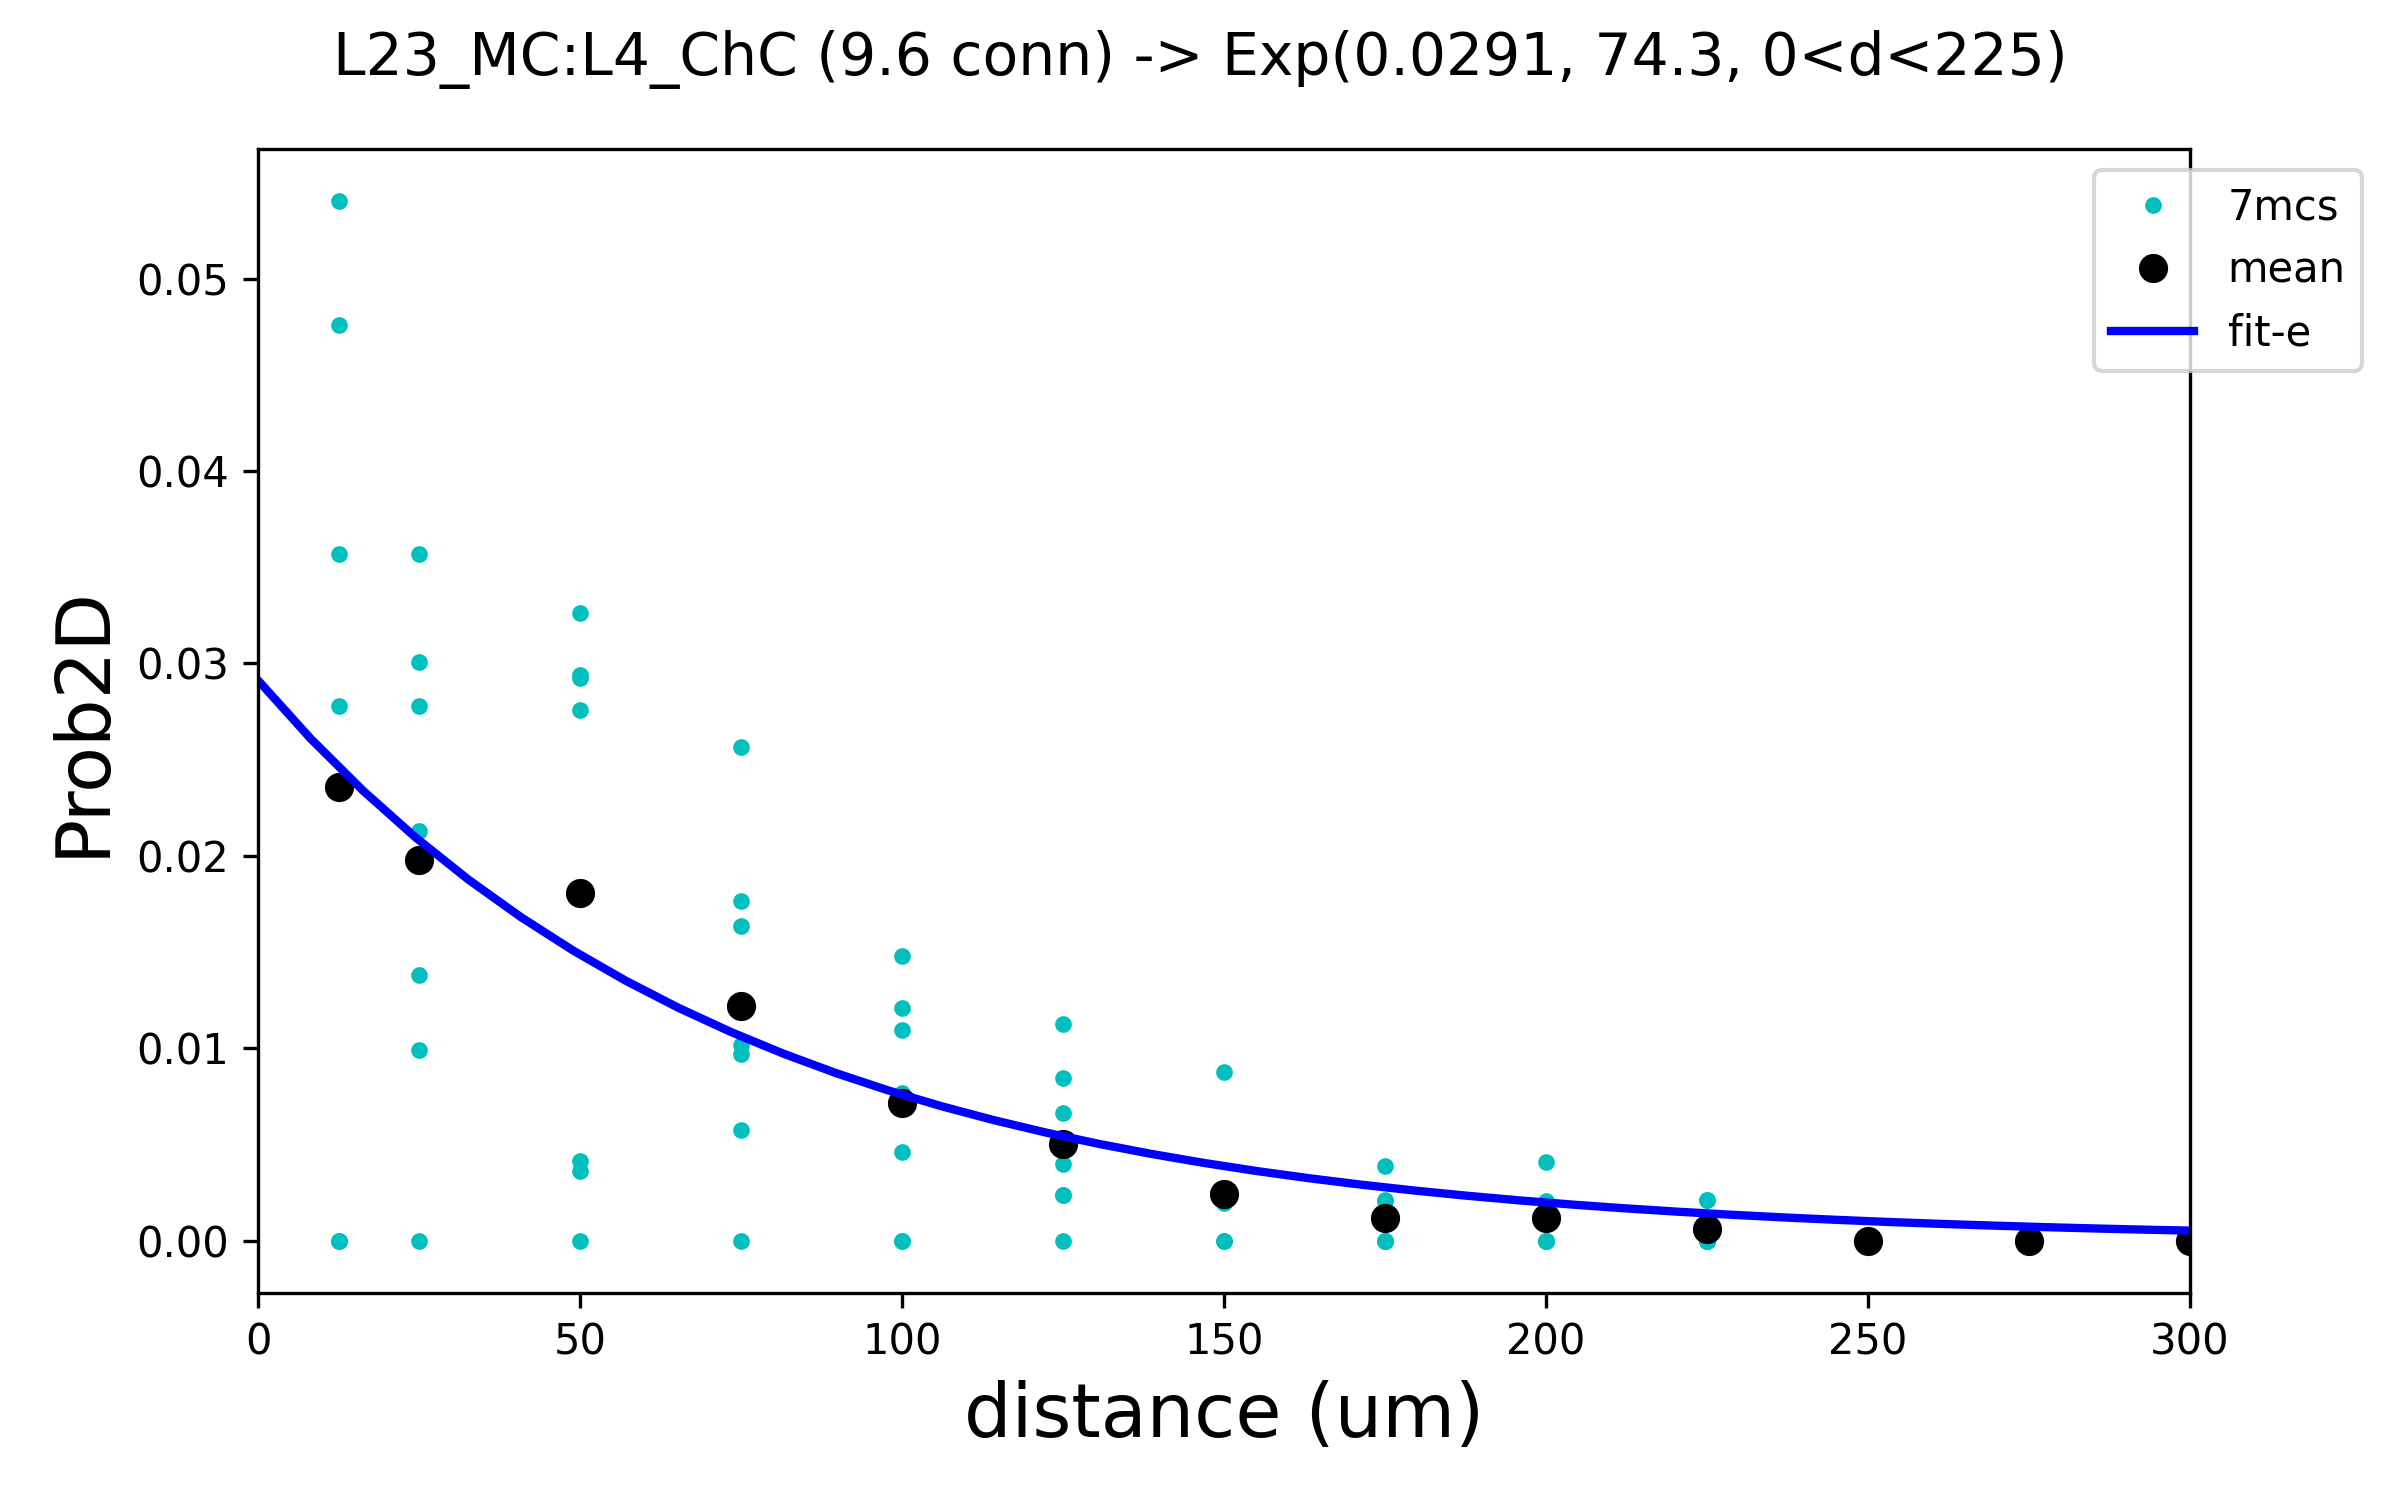 L23_MC:L4_ChC (9.6 conn) -> Exp(0.0291, 74.3, 0<d<225)
7mcs
mean
fit-e
0.05
0.04
0.03
0.02
0.01
0.00
Prob2D
0 50 100 150 200 250 300
distance (um)